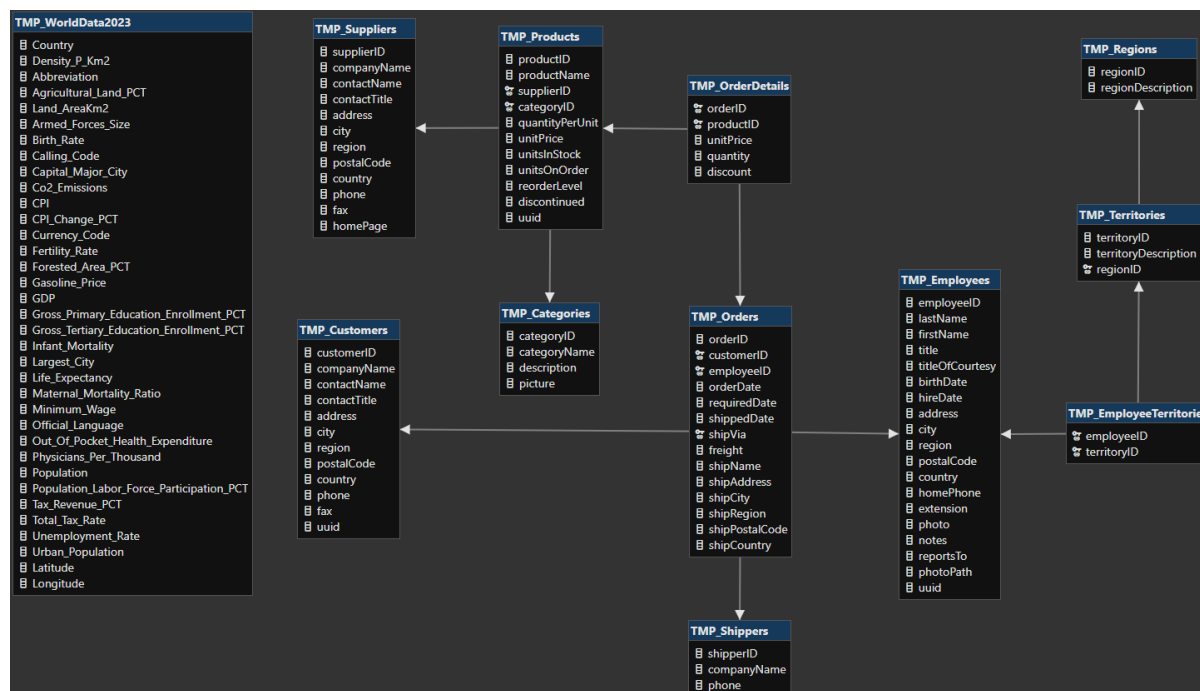 TMP_WorldData2023
Country
Density_P_Km2
Abbreviation
Agricultural_Land_PCT
Land_AreaKm2
Armed_Forces_Size
Birth_Rate
Calling_Code
Capital_Major_City
Co2_Emissions
CPI
CPI_Change_PCT
Currency_Code
Fertility_Rate
Forested_Area_PCT
Gasoline_Price
GDP
Gross_Primary_Education_Enrollment_PCT
Gross_Tertiary_Education_Enrollment_PCT
Infant_Mortality
Largest_City
Life_Expectancy
Maternal_Mortality_Ratio
Minimum_Wage
Official_Language
Out_Of_Pocket_Health_Expenditure
Physicians_Per_Thousand
Population
Population_Labor_Force_Participation_PCT
Tax_Revenue_PCT
Total_Tax_Rate
Unemployment_Rate
Urban_Population
Latitude
Longitude
TMP_Suppliers
supplierID
companyName
contactName
contactTitle
address
city
region
postalCode
country
phone
fax
homePage
TMP_Products
productID
productName
supplierID
categoryID
quantityPerUnit
unitPrice
unitsInStock
unitsOnOrder
reorderLevel
discontinued
uuid
TMP_OrderDetails
orderID
productID
unitPrice
quantity
discount
TMP_Regions
regionID
regionDescription
TMP_Territories
territoryID
territoryDescription
regionID
TMP_Customers
customerID
companyName
contactName
contactTitle
address
city
region
postalCode
country
phone
fax
uuid
TMP_Categories
categoryID
categoryName
description
picture
TMP_Orders
orderID
customerID
employeeID
orderDate
requiredDate
shippedDate
shipVia
freight
shipName
shipAddress
shipCity
shipRegion
shipPostalCode
shipCountry
TMP_Employees
employeeID
lastName
firstName
title
titleOfCourtesy
birthDate
hireDate
address
city
region
postalCode
country
homePhone
extension
photo
notes
reportsTo
photoPath
uuid
TMP_EmployeeTerritorie
employeeID
territoryID
TMP_Shippers
shipperID
companyName
phone